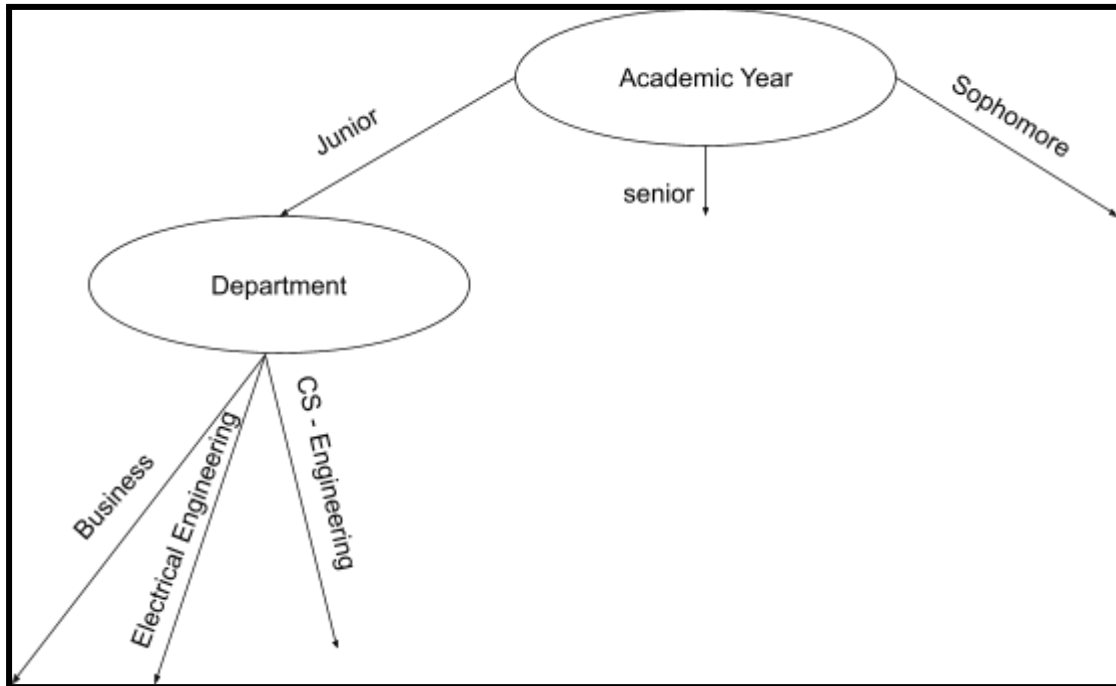 Academic Year
Junior
senior
Sophomore
Department
Business
Electrical Engineering
CS - Engineering